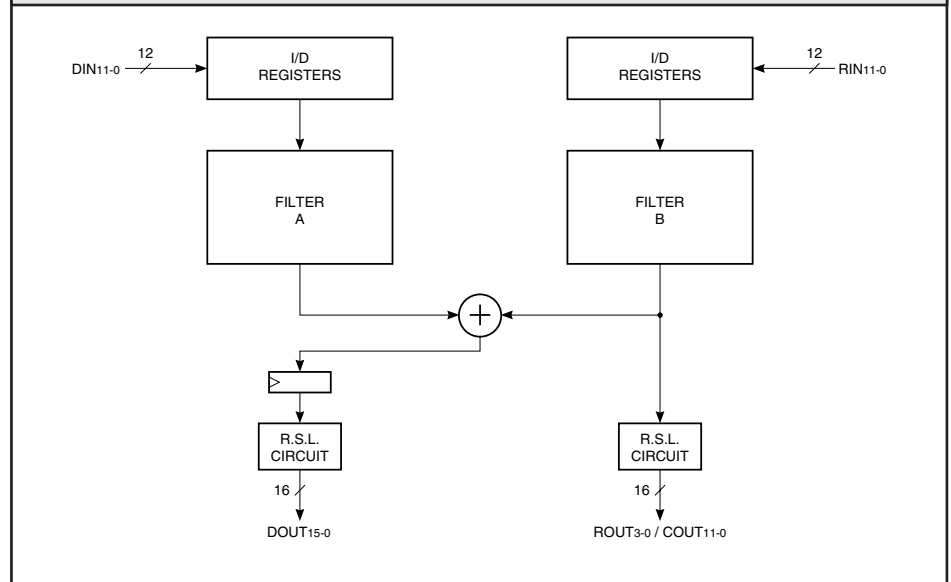 I/D
REGISTERS
I/D
REGISTERS
DIN11-0
12
12
RIN11-0
FILTER
A
FILTER
B
R.S.L.
CIRCUIT
R.S.L.
CIRCUIT
16
16
DOUT15-0
ROUT3-0 / COUT11-0